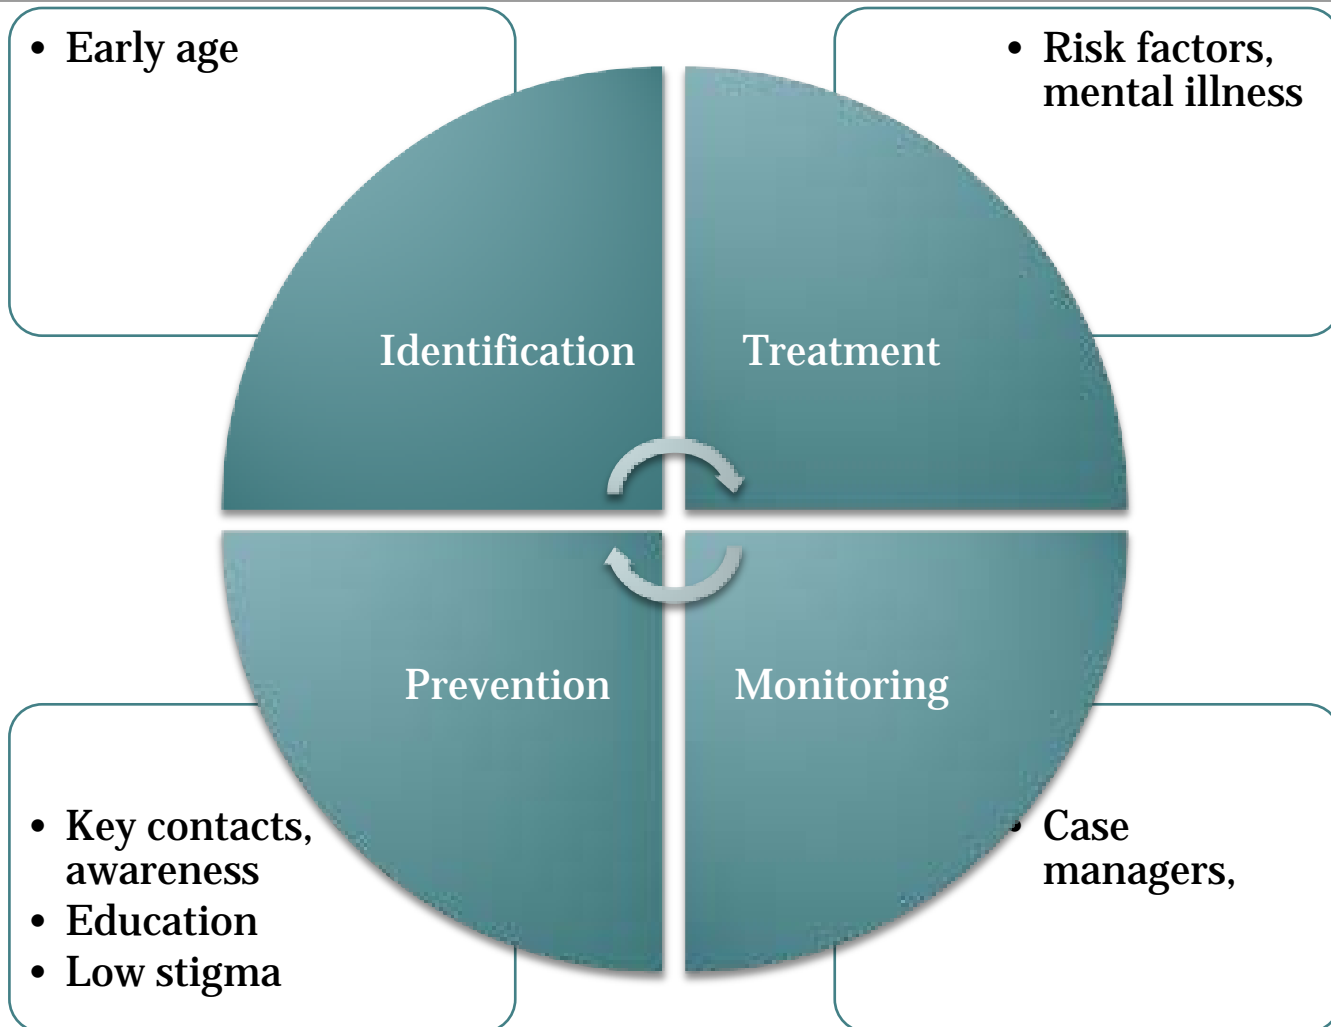 • Early age
• Risk factors,
mental illness
Identification
Treatment
Prevention
Monitoring
• Key contacts,
awareness
• Education
• Low stigma
• Case
managers,